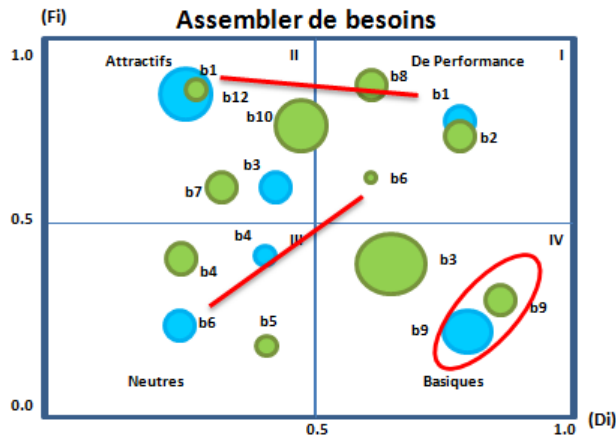 Assembler de besoins
(Fi)
1.0
Attractifs
II
De Performance
I
b1
b8
b12
b1
b10
b2
b3
b7
b6
0.5
b4
III
IV
b4
b3
b6
b5
b9
b9
Neutres
Basiques
0.0
0.5
1.0
(Di)